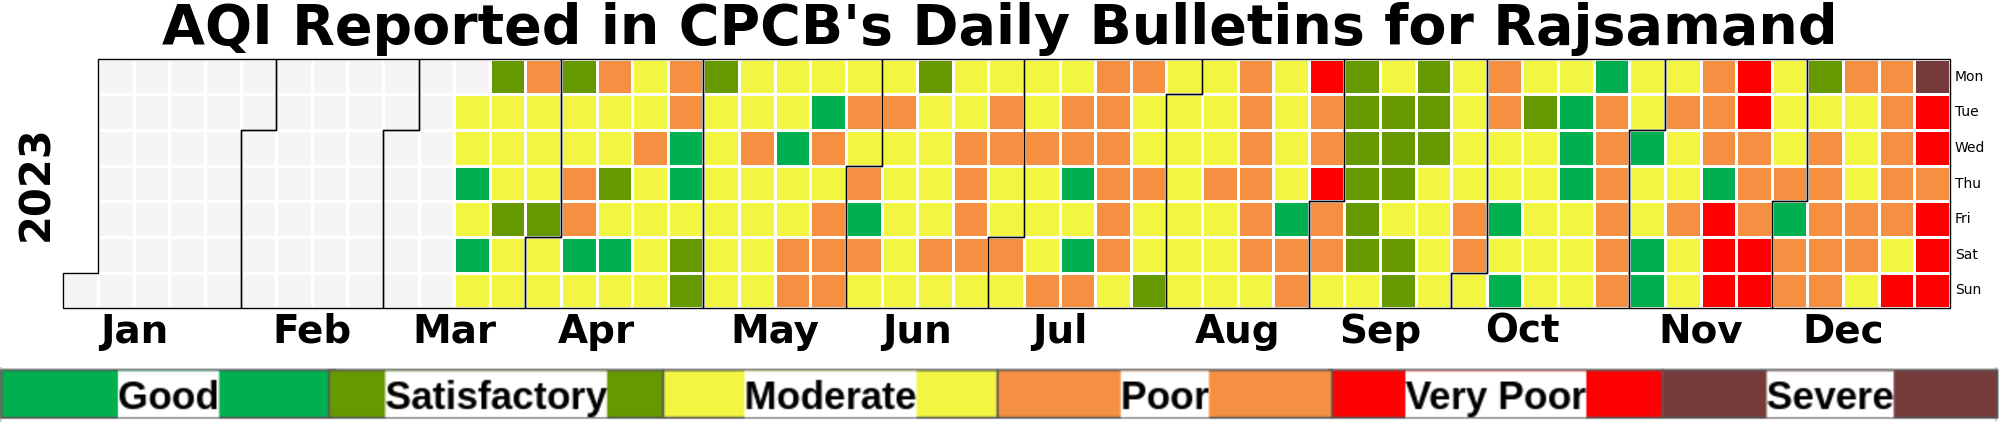 AQI Reported in CPCB's Daily Bulletins for Rajsamand
2023
Mon
Tue
Wed
Thu
Fri
Sat
Sun
Jan Feb Mar Apr May Jun Jul Aug Sep Oct Nov Dec
Good Satisfactory Moderate Poor Very Poor Severe